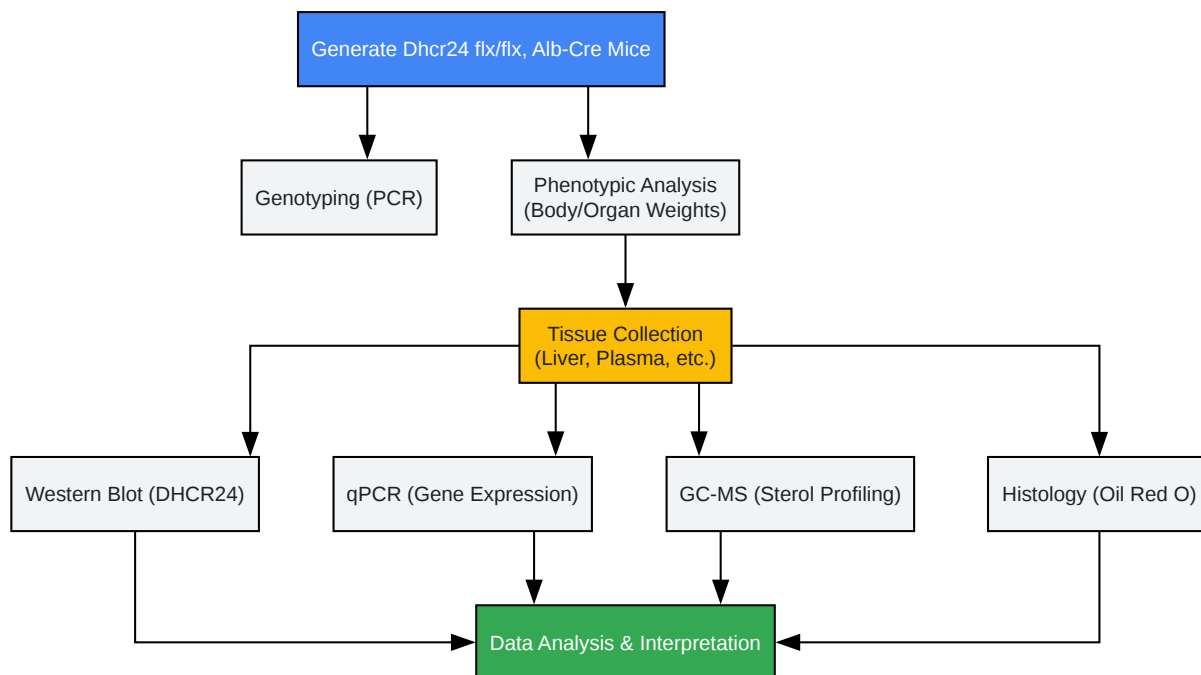 Generate Dhcr24 flx/flx, Alb-Cre Mice
Genotyping (PCR)
Phenotypic Analysis
(Body/Organ Weights)
Tissue Collection
(Liver, Plasma, etc.)
Western Blot (DHCR24)
qPCR (Gene Expression)
GC-MS (Sterol Profiling)
Histology (Oil Red O)
Data Analysis & Interpretation